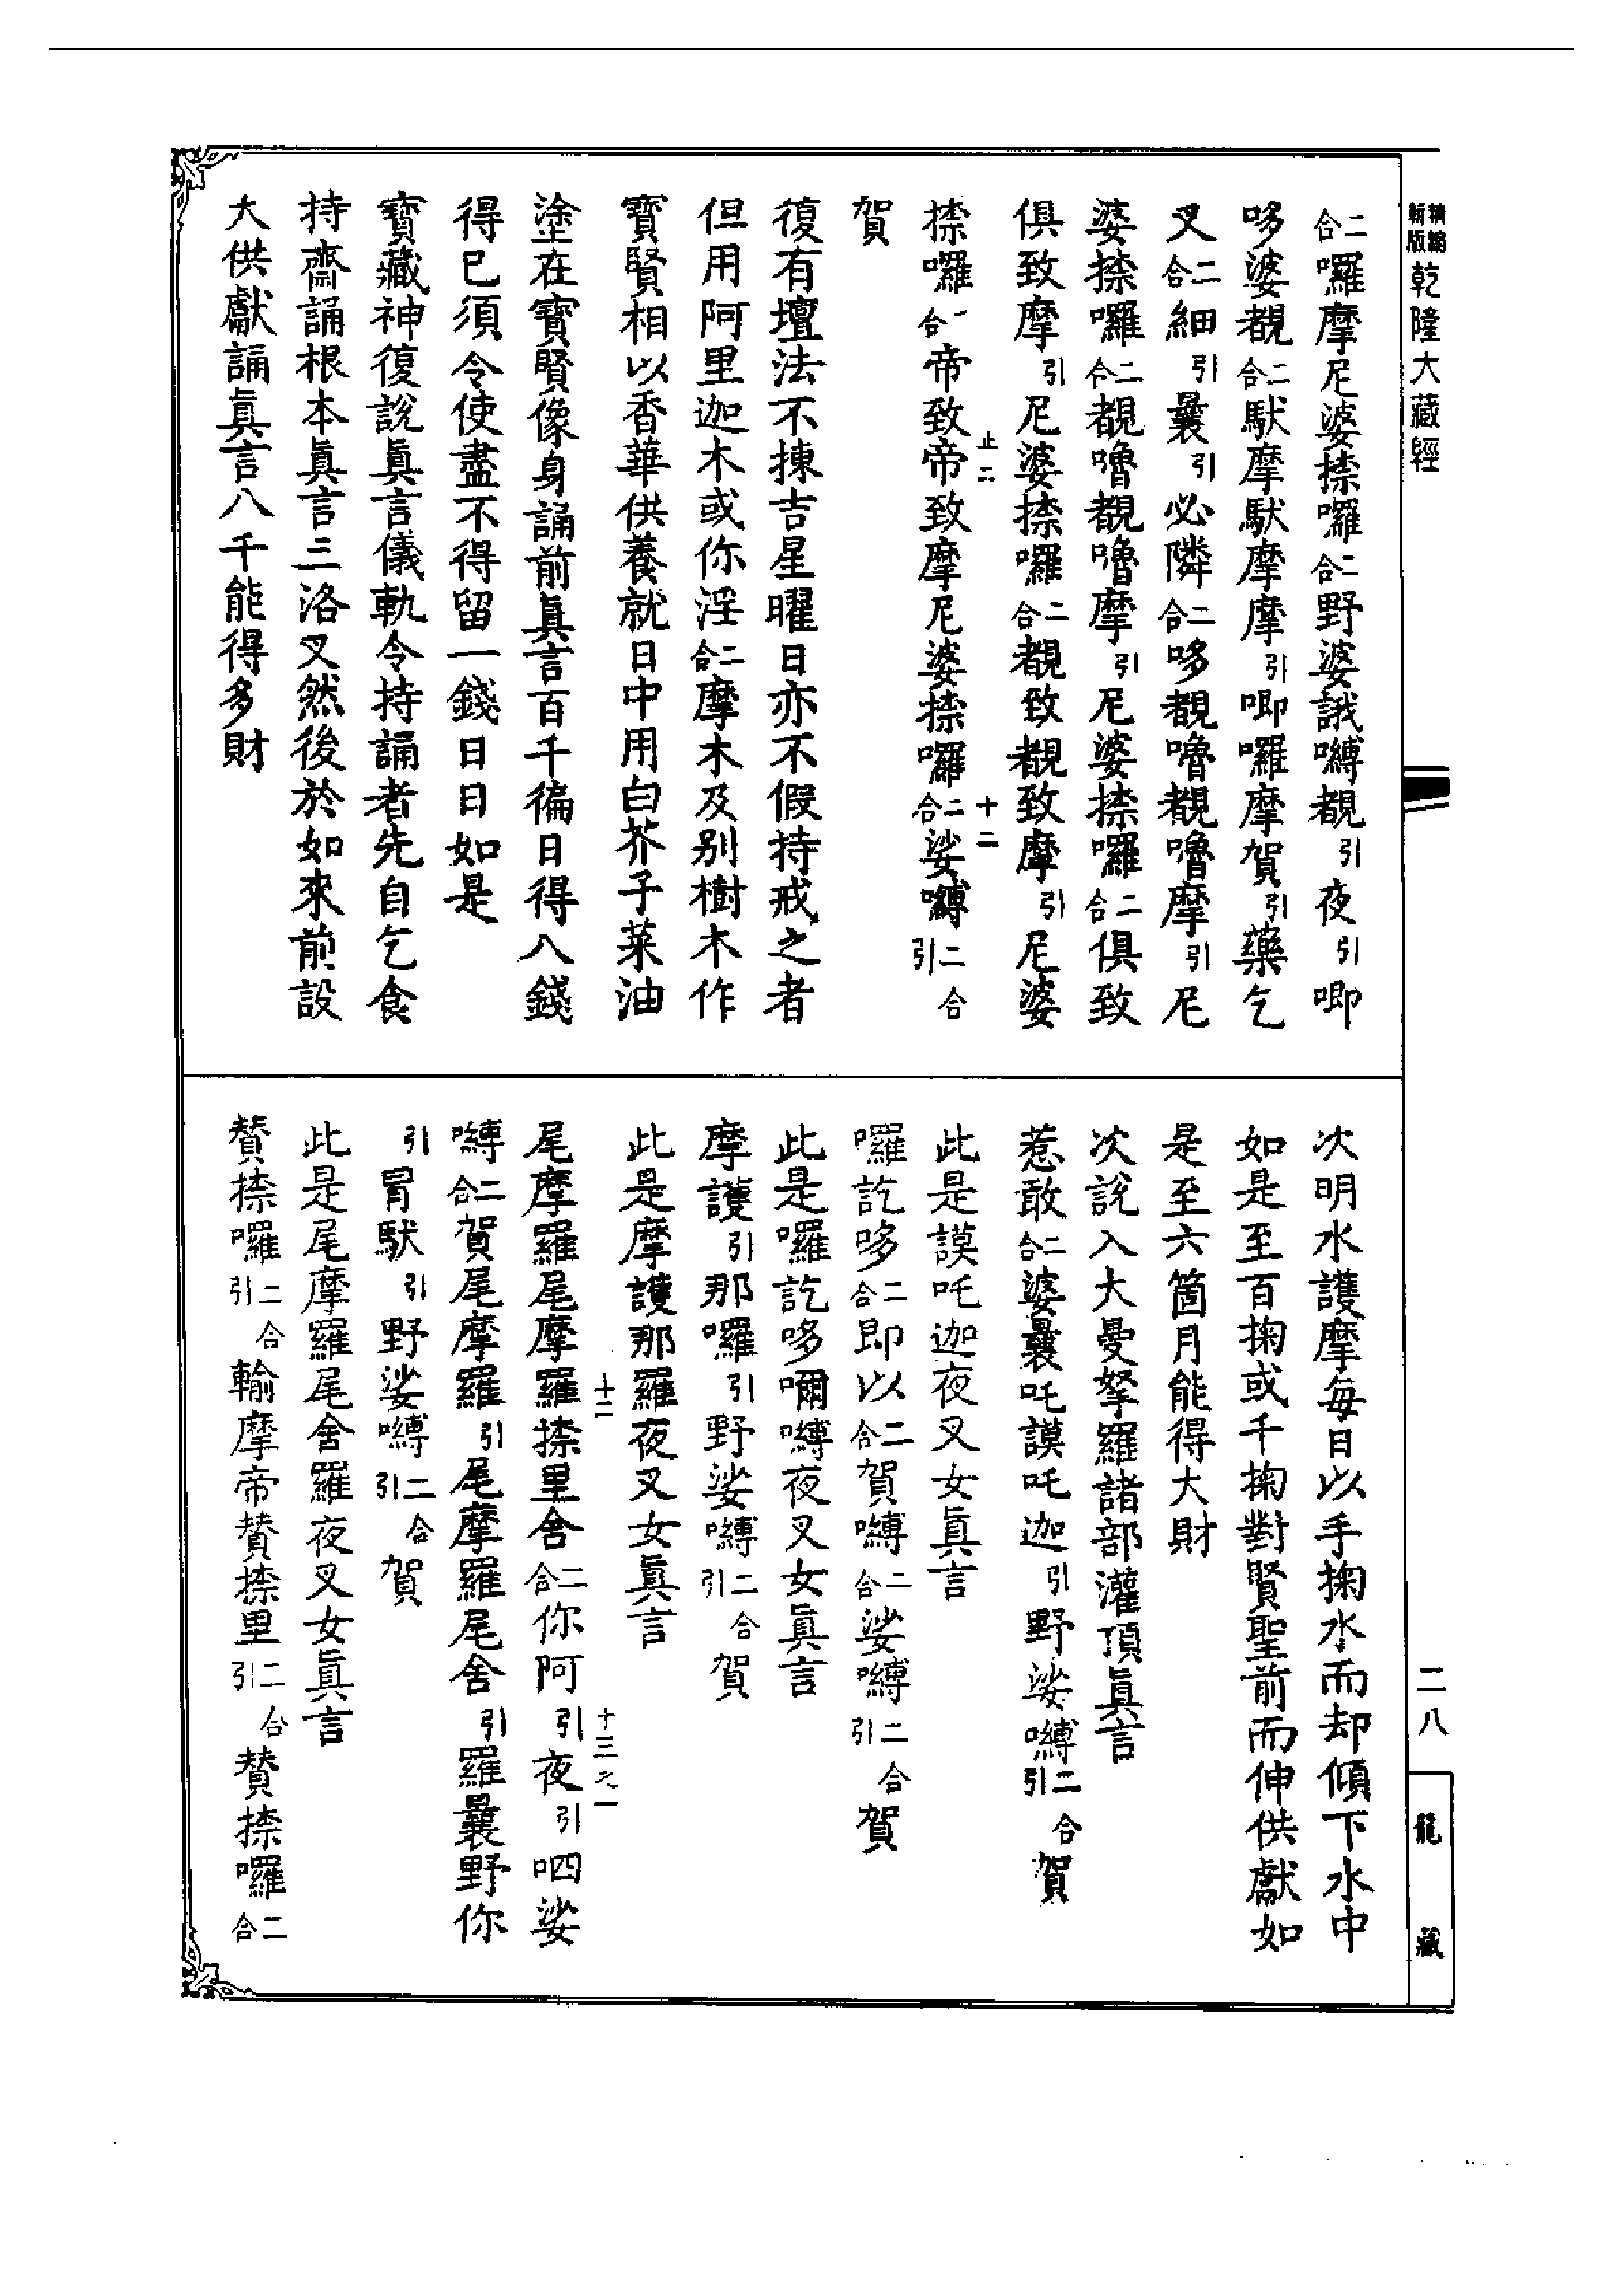 精縮
新版
乾隆大藏經
二合囉摩尼婆捺囉二合野婆誐嚩覩引夜引唧
哆婆覩二合馱摩馱摩摩引唧囉摩賀引藥乞
叉二合細引曩引必隣二合哆覩嚕覩嚕摩引尼
婆捺囉二合覩嚕覩嚕摩引尼婆捺囉二合俱致
俱致摩引尼婆捺囉二合覩致覩致摩引尼婆
捺囉合帝致帝致摩尼婆捺囉二合娑嚩二合引
賀
復有壇法不揀吉星曜日亦不假持戒之者
但用阿里迦木或你淫二合摩木及別樹木作
寶賢相以香華供養就日中用白芥子菜油
塗在寶賢像身誦前眞言百千徧日得八錢
得已須令使盡不得留一錢日日如是
寶藏神復說眞言儀軌令持誦者先自乞食
持齋誦根本眞言三洛叉然後於如來前設
大供獻誦眞言八千能得多財
次明水護摩每日以手掬水而却傾下水中
如是至百掬或千掬對賢聖前而伸供獻如
是至六箇月能得大財
次說入大曼拏羅諸部灌頂眞言
惹敢二合婆曩吒謨吒迦引野娑嚩二合引賀
此是謨吒迦夜叉女眞言
囉訖哆二合即以二合賀嚩二合娑嚩二合引賀
此是囉訖哆嚩夜叉女眞言
摩護引那囉引野娑嚩二合引賀
此是摩護那羅夜叉女眞言
尾摩羅尾摩羅捺里舍二合你阿引夜引呬娑
嚩二合賀尾摩羅引尾摩羅尾舍引羅曩野你
引胃馱引野娑嚩二合引賀
此是尾摩羅尾舍羅夜叉女眞言
賛捺囉二合引輸摩帝賛捺里二合引賛捺囉二合
二八
龍
藏